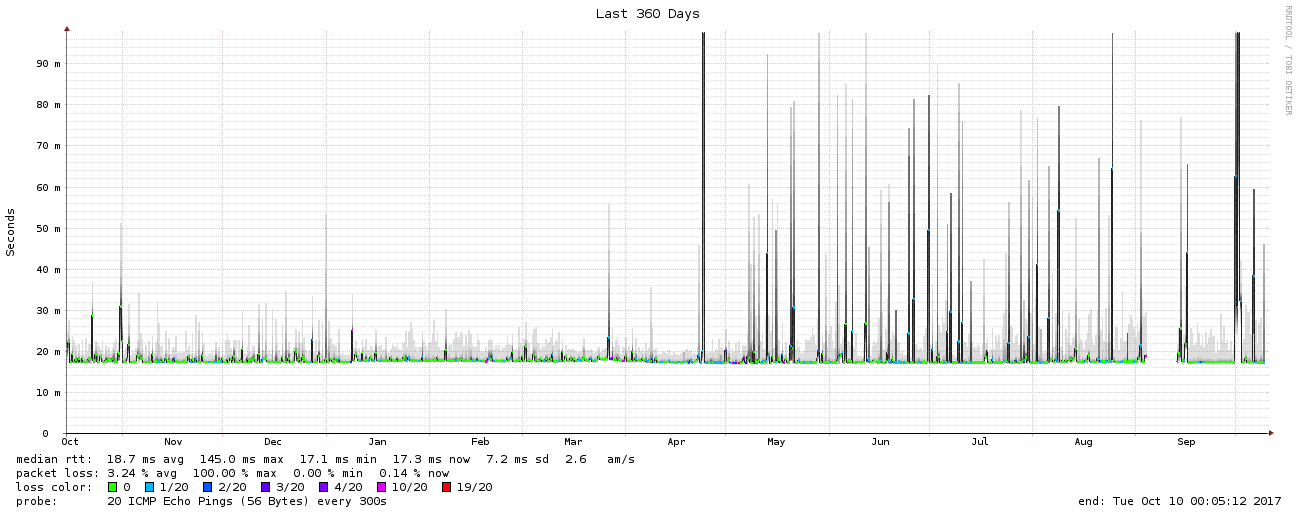 Last 360 Days
RRDTOOL / TOBI OETIKER
Seconds
90 m
80 m
70 m
60 m
50 m
40 m
30 m
20 m
10 m
0
Oct Nov Dec Jan Feb Mar Apr May Jun Jul Aug Sep
median rtt: 18.7 ms avg 145.0 ms max 17.1 ms min 17.3 ms now 7.2 ms sd 2.6 am/s
packet loss: 3.24 % avg 100.00 % max 0.00 % min 0.14 % now
loss color: 0 1/20 2/20 3/20 4/20 10/20 19/20
probe: 20 ICMP Echo Pings (56 Bytes) every 300s end: Tue Oct 10 00:05:12 2017